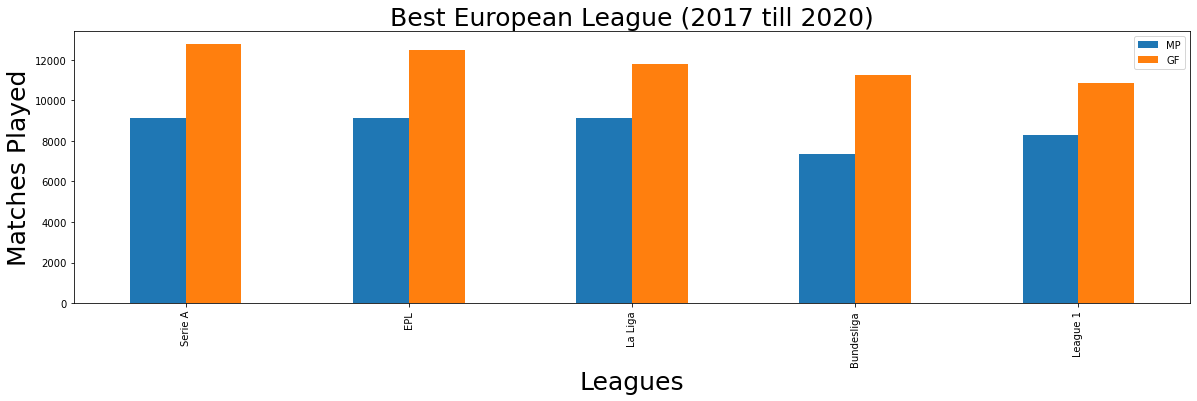 Best European League (2017 till 2020)
MP
GF
Matches Played
12000
10000
8000
6000
4000
2000
0
Serie A
EPL
La Liga
Bundesliga
League 1
Leagues